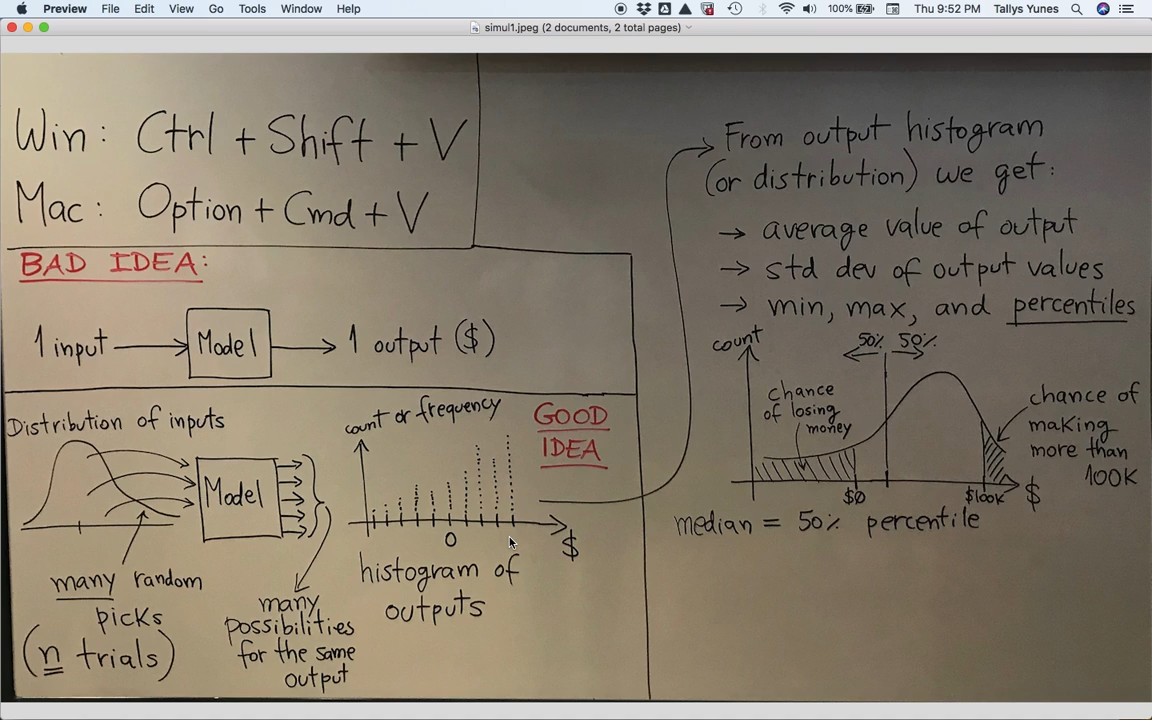 Preview File Edit View Go Tools Window Help 100% Thu 9:52 PM Tallys Yunes
simul1.jpeg (2 documents, 2 total pages)
Win: Ctrl + Shift + V
Mac: Option + Cmd + V
BAD IDEA:
1 input
Model
1 output ($)
Distribution of inputs
Model
many random
picks
(n trials)
many
possibilities
for the same
output
count or frequency
0
$
histogram of
outputs
GOOD
IDEA
From output histogram
(or distribution) we get:
→ average value of output
→ std dev of output values
→ min, max, and percentiles
count
50% 50%
chance
of losing
money
chance of
making
more than
100K
$0
$100K
$
median = 50% percentile